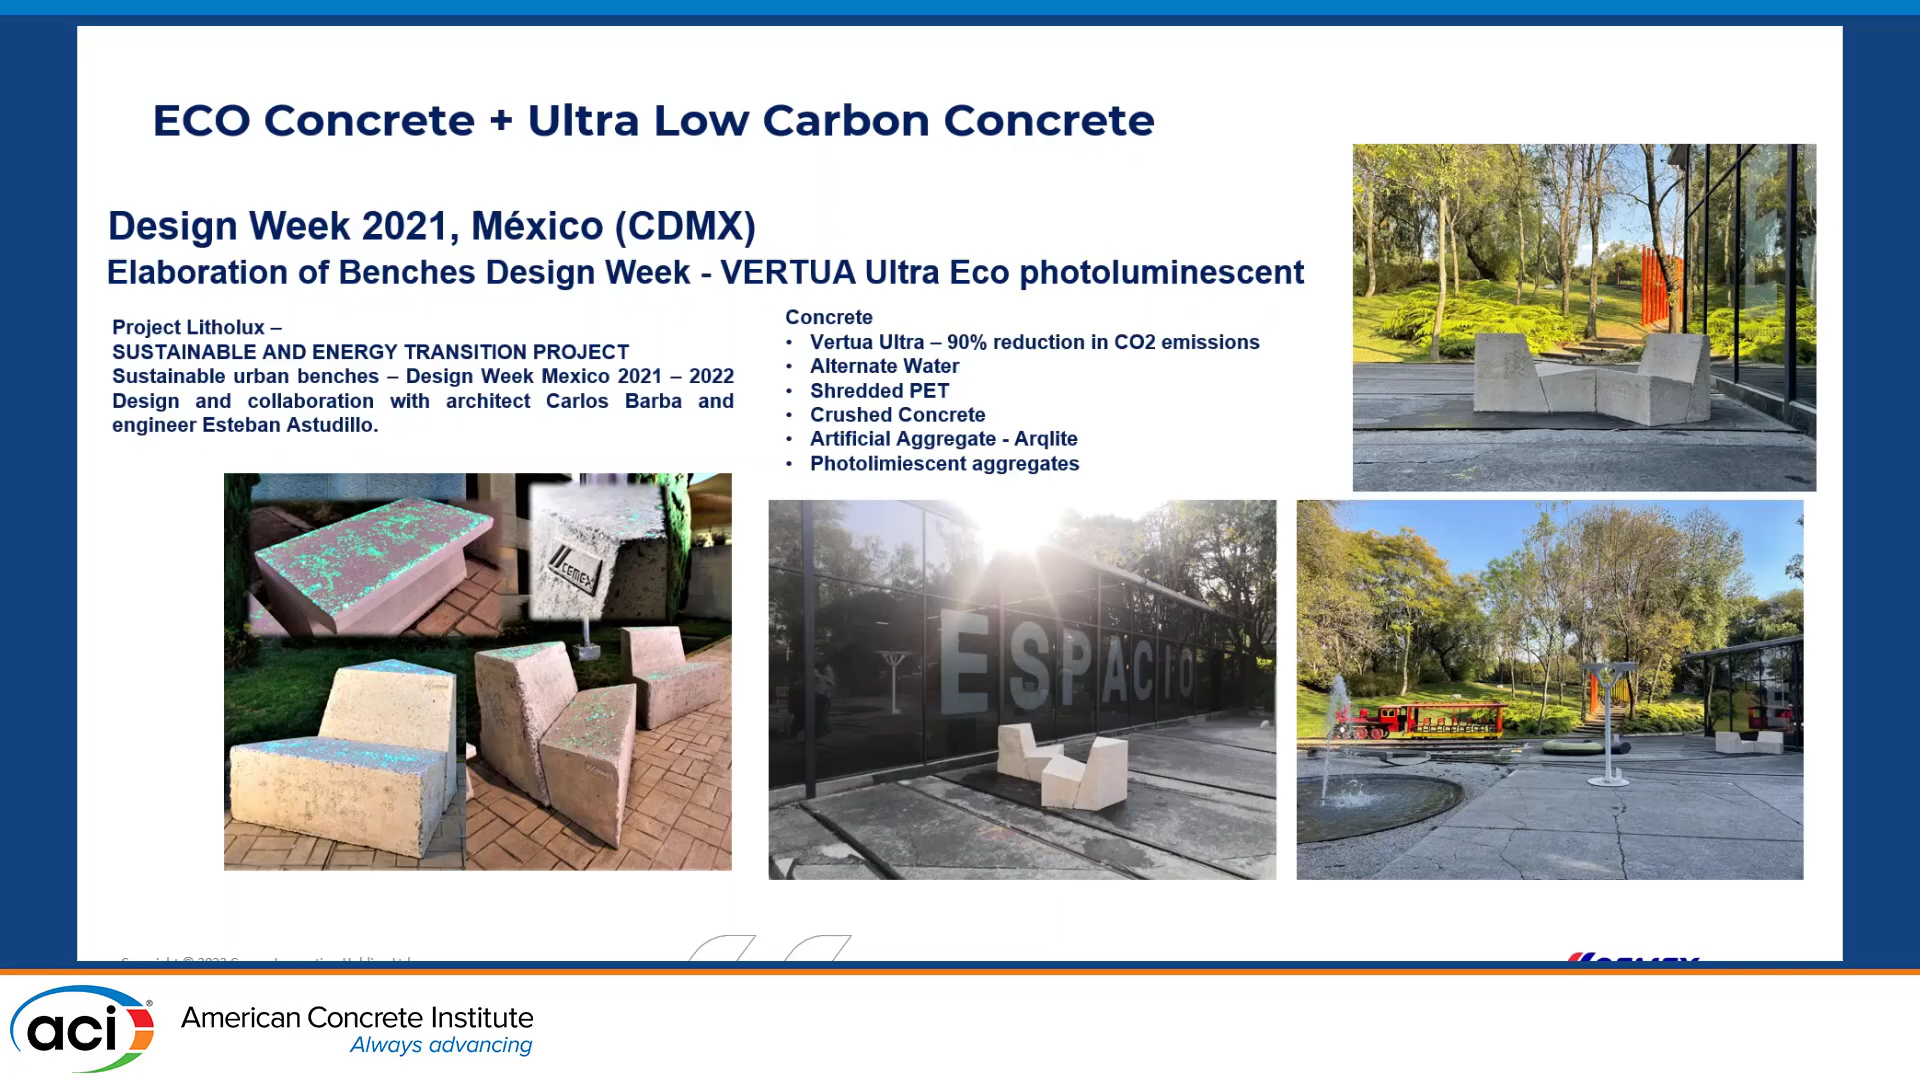 ECO Concrete + Ultra Low Carbon Concrete
Design Week 2021, México (CDMX)
Elaboration of Benches Design Week - VERTUA Ultra Eco photoluminescent
Project Litholux –
SUSTAINABLE AND ENERGY TRANSITION PROJECT
Sustainable urban benches – Design Week Mexico 2021 – 2022
Design and collaboration with architect Carlos Barba and
engineer Esteban Astudillo.
Concrete
• Vertua Ultra – 90% reduction in CO2 emissions
• Alternate Water
• Shredded PET
• Crushed Concrete
• Artificial Aggregate - Arqlite
• Photolimiescent aggregates
CEMEX
ESPACIO
CEMEX
aci®
American Concrete Institute
Always advancing